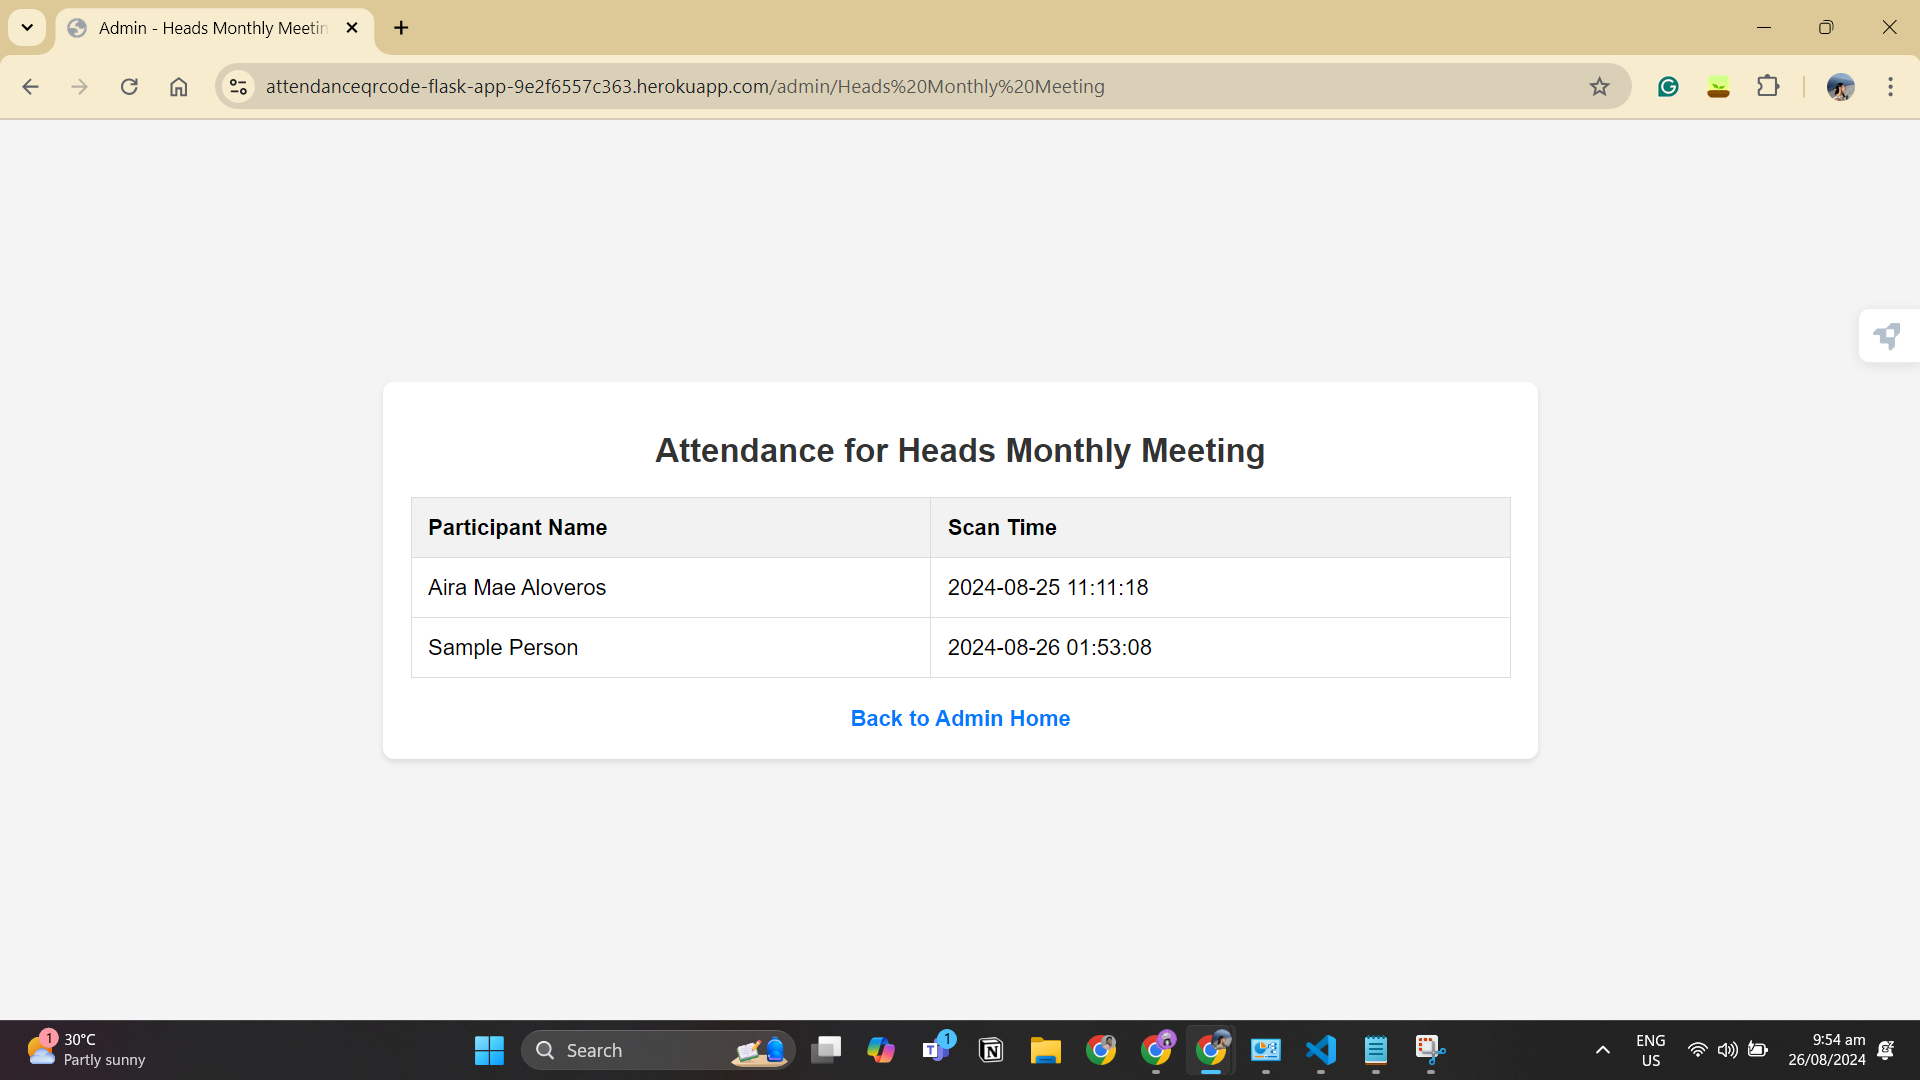 Admin - Heads Monthly Meetin
attendanceqrcode-flask-app-9e2f6557c363.herokuapp.com/admin/Heads%20Monthly%20Meeting
Attendance for Heads Monthly Meeting
Participant Name Scan Time
Aira Mae Aloveros 2024-08-25 11:11:18
Sample Person 2024-08-26 01:53:08
Back to Admin Home
1
30°C
Partly sunny
Search
1
ENG
US
9:54 am
26/08/2024